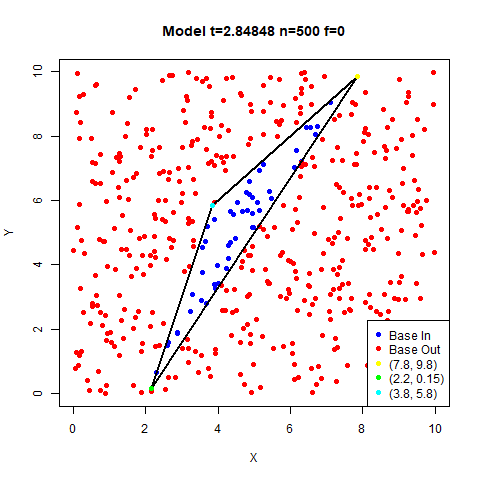 Model t=2.84848 n=500 f=0
10
8
6
4
2
0
Y
Base In
Base Out
(7.8, 9.8)
(2.2, 0.15)
(3.8, 5.8)
0 2 4 6 8 10
X